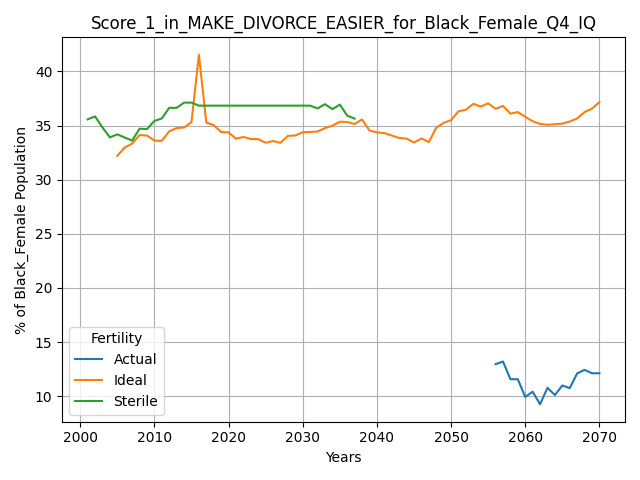 Score_1_in_MAKE_DIVORCE_EASIER_for_Black_Female_Q4_IQ
% of Black_Female Population
40
35
30
25
20
15
10
Fertility
Actual
Ideal
Sterile
2000 2010 2020 2030 2040 2050 2060 2070
Years